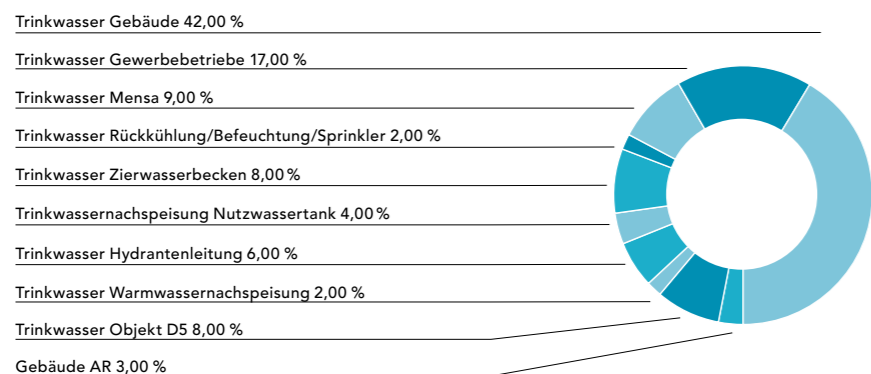 Trinkwasser Gebäude 42,00 %
Trinkwasser Gewerbebetriebe 17,00 %
Trinkwasser Mensa 9,00 %
Trinkwasser Rückkühlung/Befeuchtung/Sprinkler 2,00 %
Trinkwasser Zierwasserbecken 8,00 %
Trinkwassernachspeisung Nutzwassertank 4,00 %
Trinkwasser Hydrantenleitung 6,00 %
Trinkwasser Warmwassernachspeisung 2,00 %
Trinkwasser Objekt D5 8,00 %
Gebäude AR 3,00 %